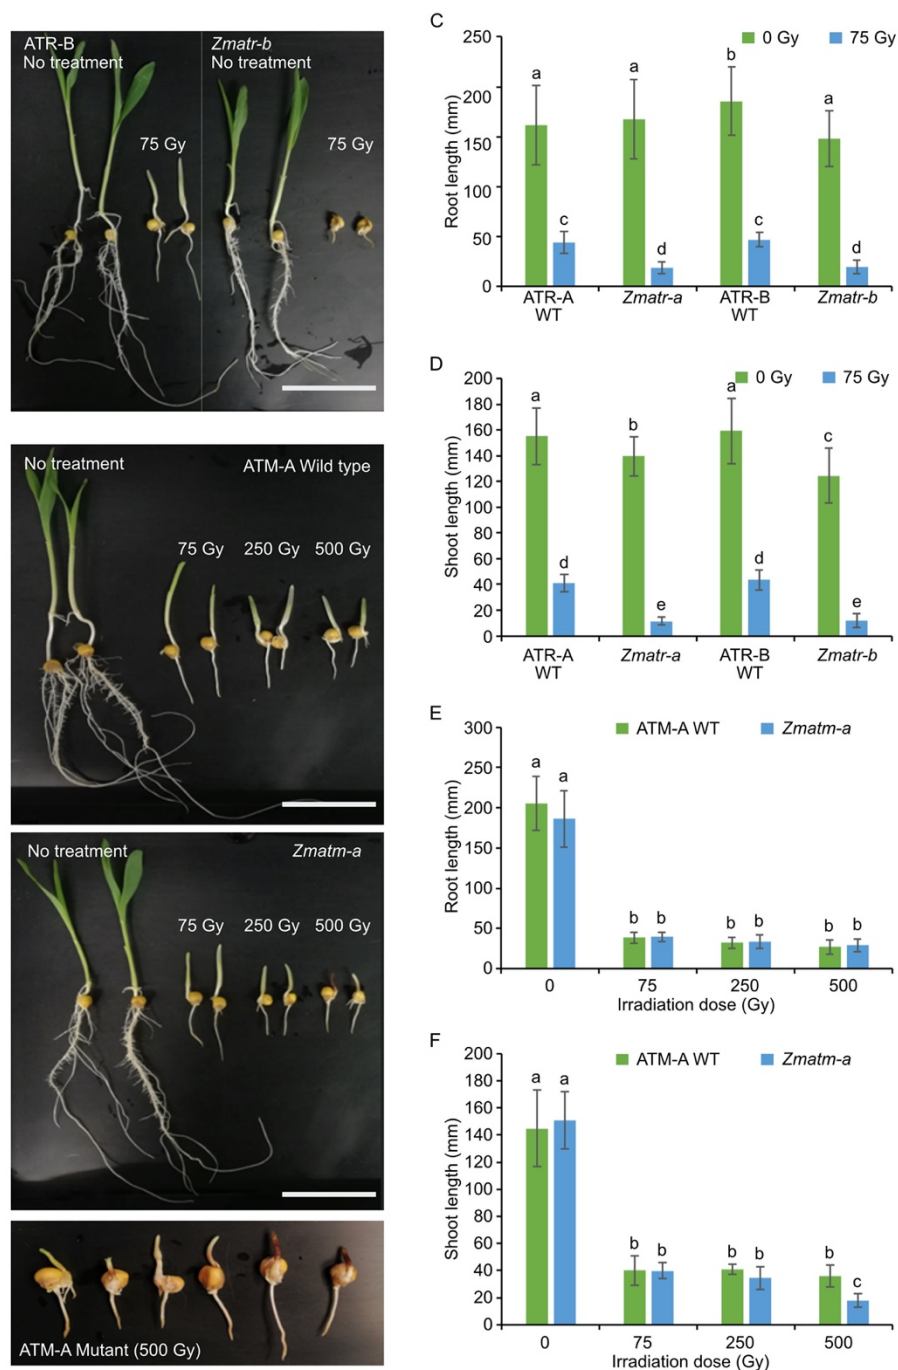 ATR-B
No treatment
Zmatr-b
No treatment
75 Gy
75 Gy
No treatment
ATM-A Wild type
75 Gy
250 Gy
500 Gy
No treatment
Zmatm-a
75 Gy
250 Gy
500 Gy
ATM-A Mutant (500 Gy)
C
0 Gy
75 Gy
Root length (mm)
250
200
150
100
50
0
a
c
a
d
b
c
a
d
ATR-A
WT
Zmatr-a
ATR-B
WT
Zmatr-b
D
0 Gy
75 Gy
Shoot length (mm)
200
180
160
140
120
100
80
60
40
20
0
a
d
b
e
a
d
c
e
ATR-A
WT
Zmatr-a
ATR-B
WT
Zmatr-b
E
ATM-A WT
Zmatm-a
Root length (mm)
300
250
200
150
100
50
0
a
a
b
b
b
b
b
b
0
75
250
500
Irradiation dose (Gy)
F
ATM-A WT
Zmatm-a
Shoot length (mm)
200
180
160
140
120
100
80
60
40
20
0
a
a
b
b
b
b
b
c
0
75
250
500
Irradiation dose (Gy)